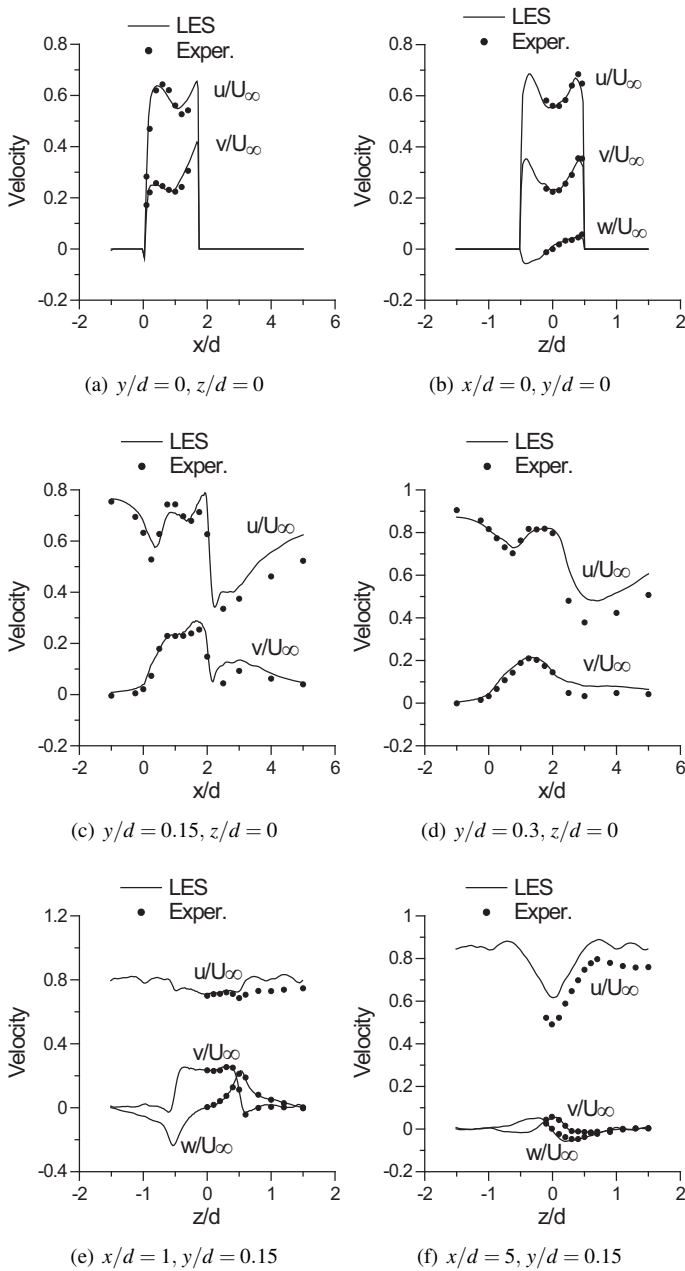 LES
Exper.
0.8
0.6
0.4
0.2
0
-0.2
Velocity
u/U∞
v/U∞
-2 0 2 4 6
x/d
(a) y/d = 0, z/d = 0
LES
Exper.
0.8
0.6
0.4
0.2
0
-0.2
Velocity
u/U∞
v/U∞
w/U∞
-2 -1 0 1 2
z/d
(b) x/d = 0, y/d = 0
LES
Exper.
0.8
0.6
0.4
0.2
0
-0.2
Velocity
u/U∞
v/U∞
-2 0 2 4 6
x/d
(c) y/d = 0.15, z/d = 0
LES
Exper.
1
0.8
0.6
0.4
0.2
0
-0.2
Velocity
u/U∞
v/U∞
-2 0 2 4 6
x/d
(d) y/d = 0.3, z/d = 0
LES
Exper.
1.2
0.8
0.4
0
-0.4
Velocity
u/U∞
v/U∞
w/U∞
-2 -1 0 1 2
z/d
(e) x/d = 1, y/d = 0.15
LES
Exper.
1
0.8
0.6
0.4
0.2
0
-0.2
Velocity
u/U∞
v/U∞
w/U∞
-2 -1 0 1 2
z/d
(f) x/d = 5, y/d = 0.15